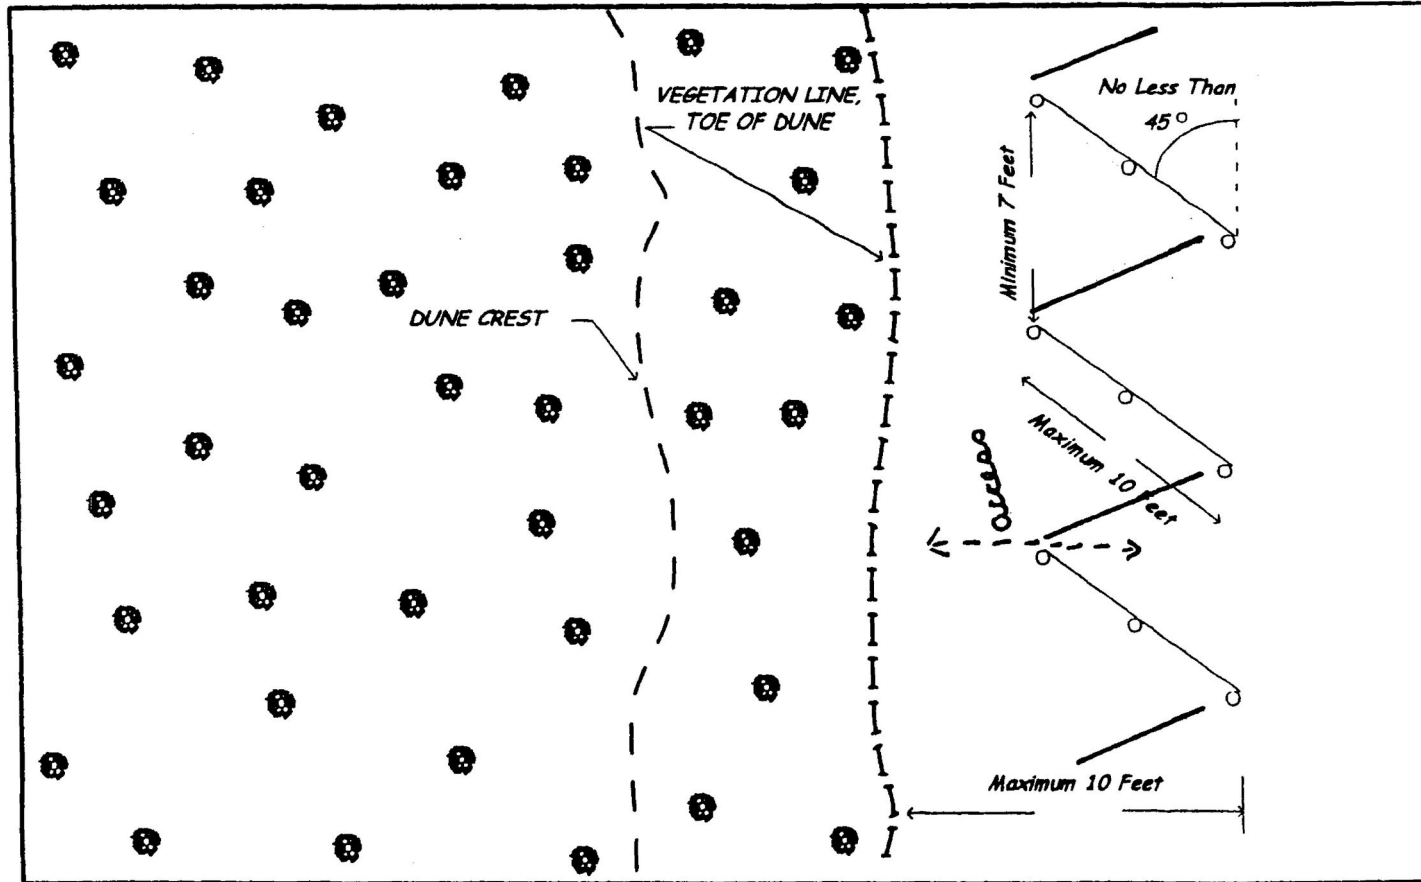 VEGETATION LINE,
TOE OF DUNE
No Less Than
45°
Minimum 7 Feet
DUNE CREST
Maximum 10 Feet
access
Maximum 10 Feet